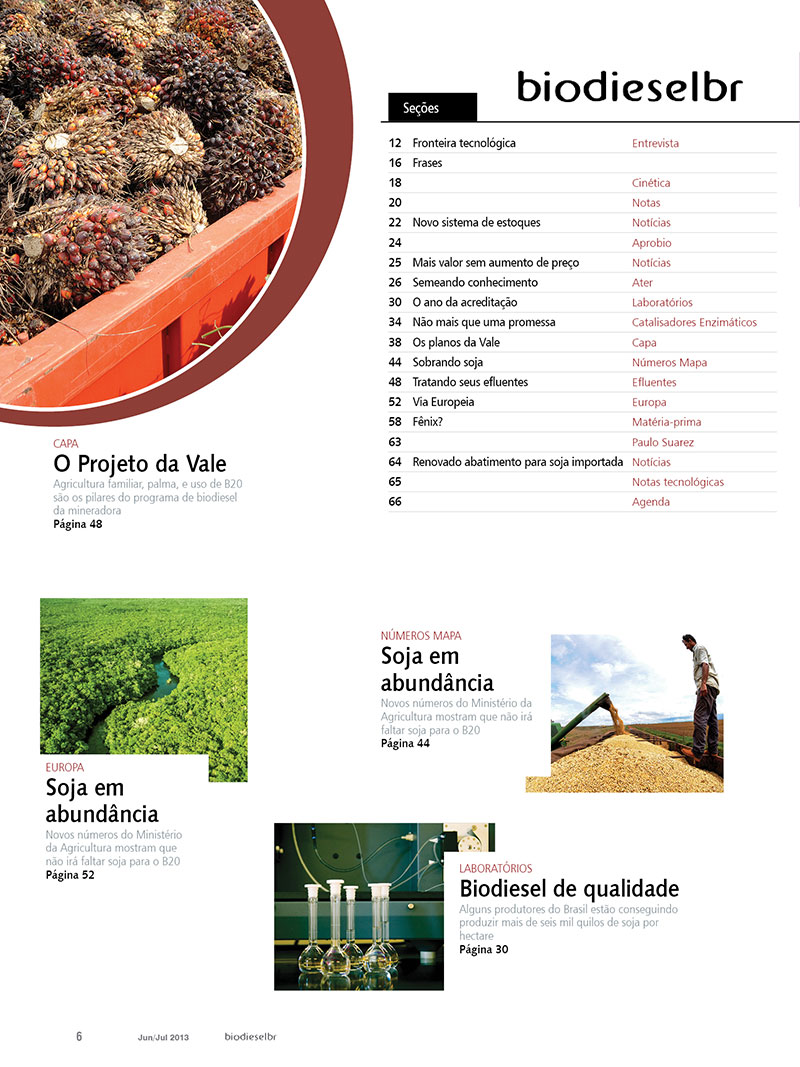 biodieselbr
Seções
12 Fronteira tecnológica Entrevista
16 Frases
18 Cinética
20 Notas
22 Novo sistema de estoques Notícias
24 Aprobio
25 Mais valor sem aumento de preço Notícias
26 Semeando conhecimento Ater
30 O ano da acreditação Laboratórios
34 Não mais que uma promessa Catalisadores Enzimáticos
38 Os planos da Vale Capa
44 Sobrando soja Números Mapa
48 Tratando seus efluentes Efluentes
52 Via Europeia Europa
58 Fênix? Matéria-prima
63 Paulo Suarez
64 Renovado abatimento para soja importada Notícias
65 Notas tecnológicas
66 Agenda
CAPA
O Projeto da Vale
Agricultura familiar, palma, e uso de B20
são os pilares do programa de biodiesel
da mineradora
Página 48
NÚMEROS MAPA
Soja em
abundância
Novos números do Ministério da
Agricultura mostram que não irá
faltar soja para o B20
Página 44
EUROPA
Soja em
abundância
Novos números do Ministério
da Agricultura mostram que
não irá faltar soja para o B20
Página 52
LABORATÓRIOS
Biodiesel de qualidade
Alguns produtores do Brasil estão conseguindo
produzir mais de seis mil quilos de soja por
hectare
Página 30
6 Jun/Jul 2013 biodieselbr